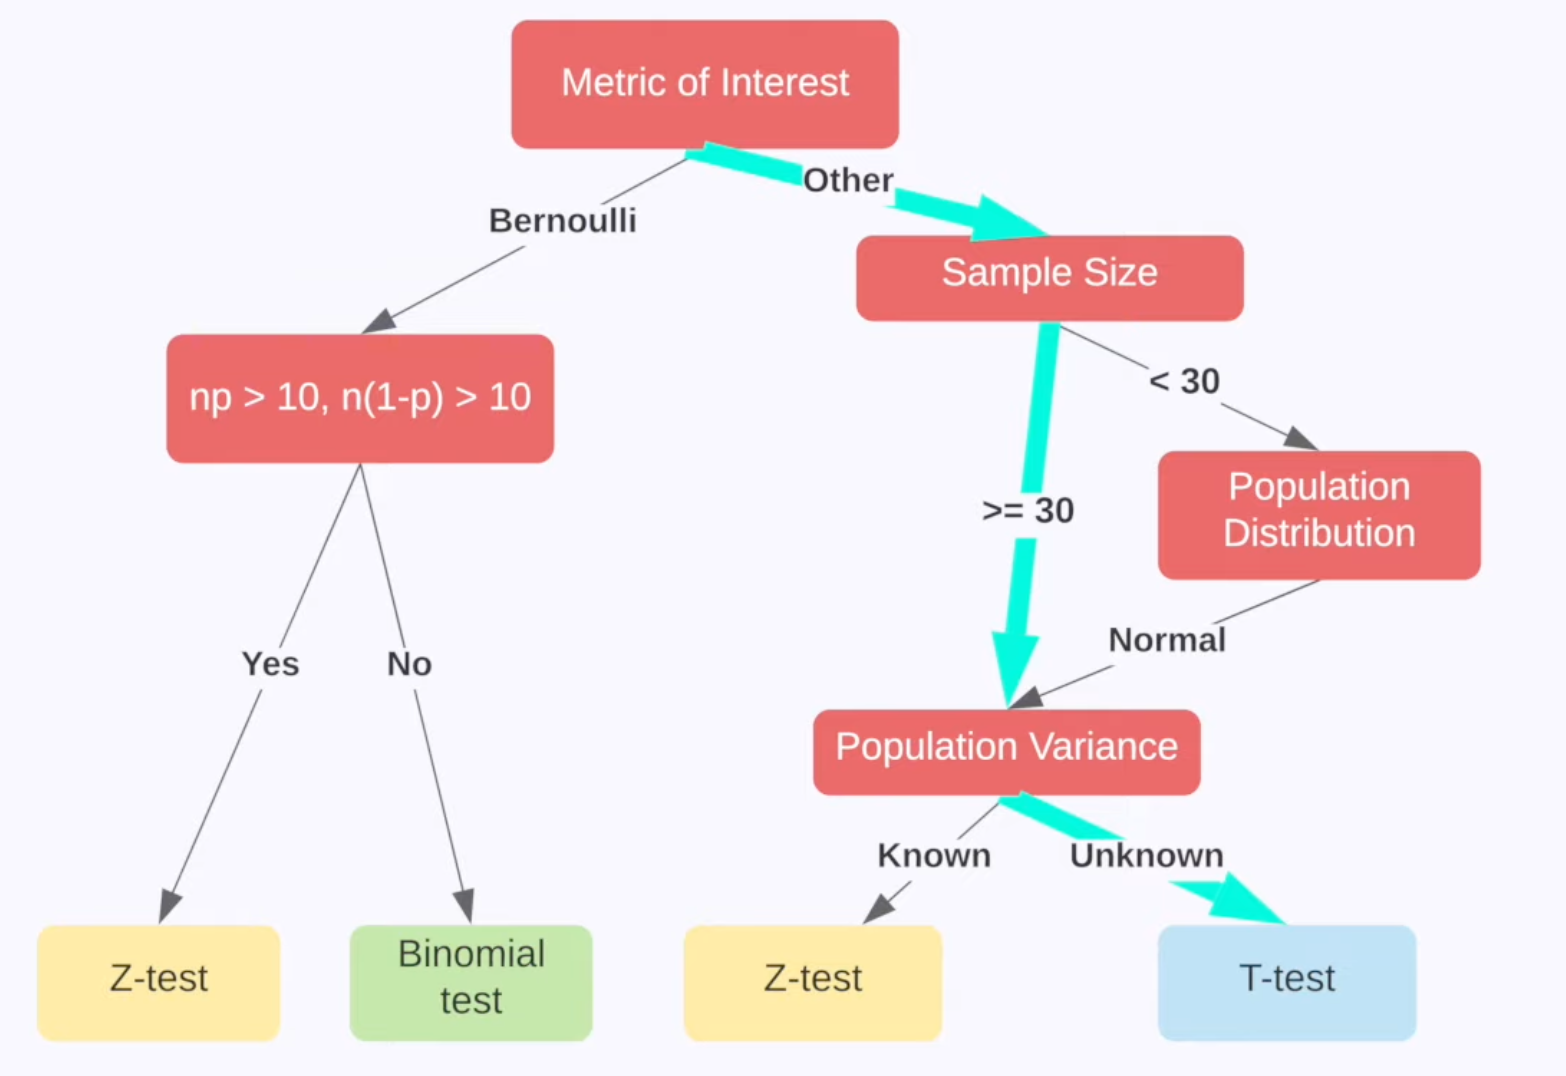 Metric of Interest
Other
Bernoulli
Sample Size
< 30
np > 10, n(1-p) > 10
Population
Distribution
>= 30
Normal
Yes
No
Population Variance
Known
Unknown
Z-test
Binomial
test
Z-test
T-test